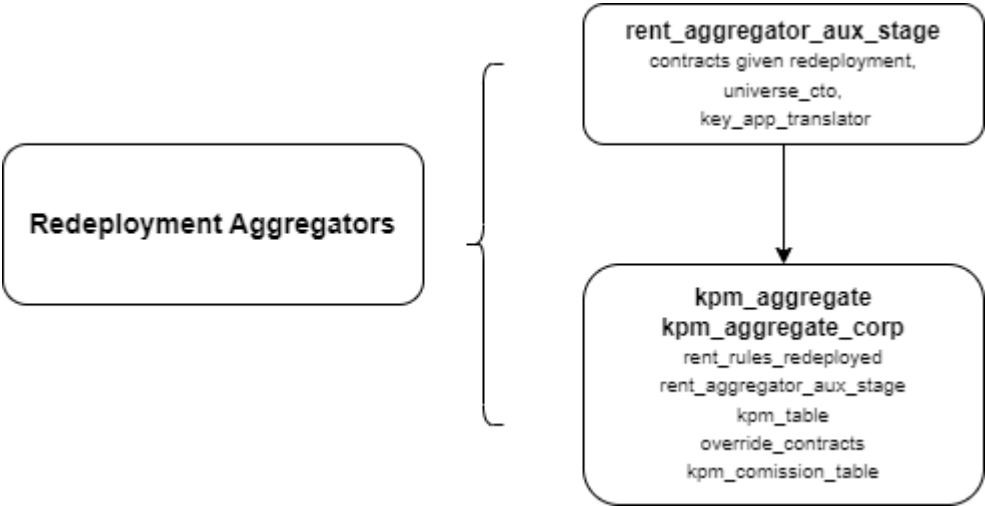 Redeployment Aggregators
rent_aggregator_aux_stage
contracts given redeployment,
universe_cto,
key_app_translator
kpm_aggregate
kpm_aggregate_corp
rent_rules_redeployed
rent_aggregator_aux_stage
kpm_table
override_contracts
kpm_comission_table